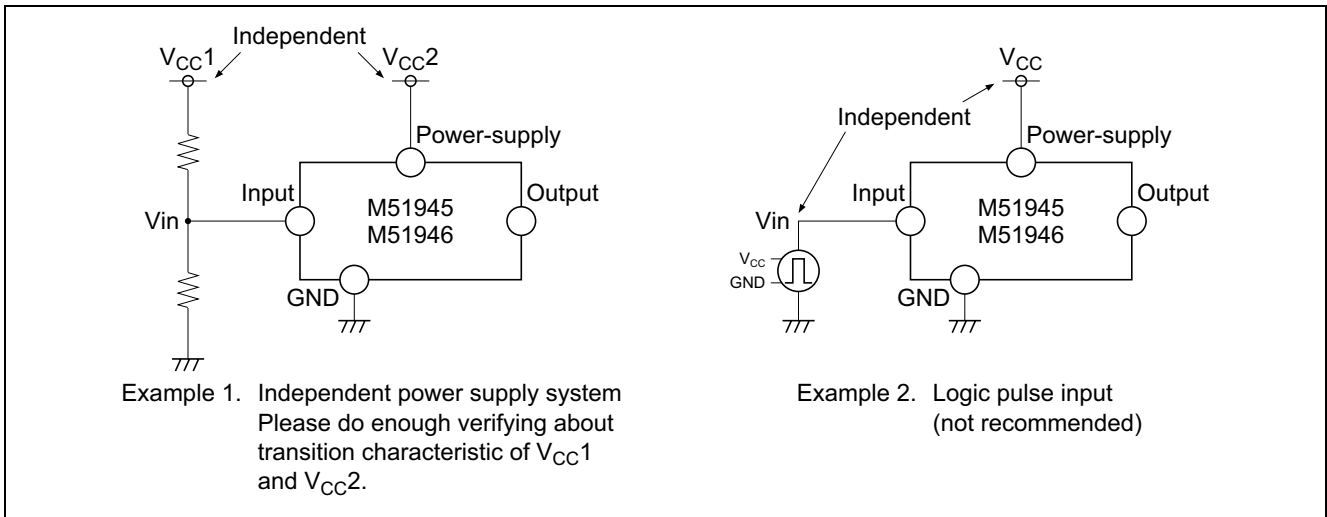 Independent
VCC1
VCC2
Power-supply
Input
M51945
M51946
Output
Vin
GND
Example 1. Independent power supply system
Please do enough verifying about
transition characteristic of VCC1
and VCC2.
VCC
Independent
Power-supply
Input
M51945
M51946
Output
Vin
VCC
GND
GND
Example 2. Logic pulse input
(not recommended)